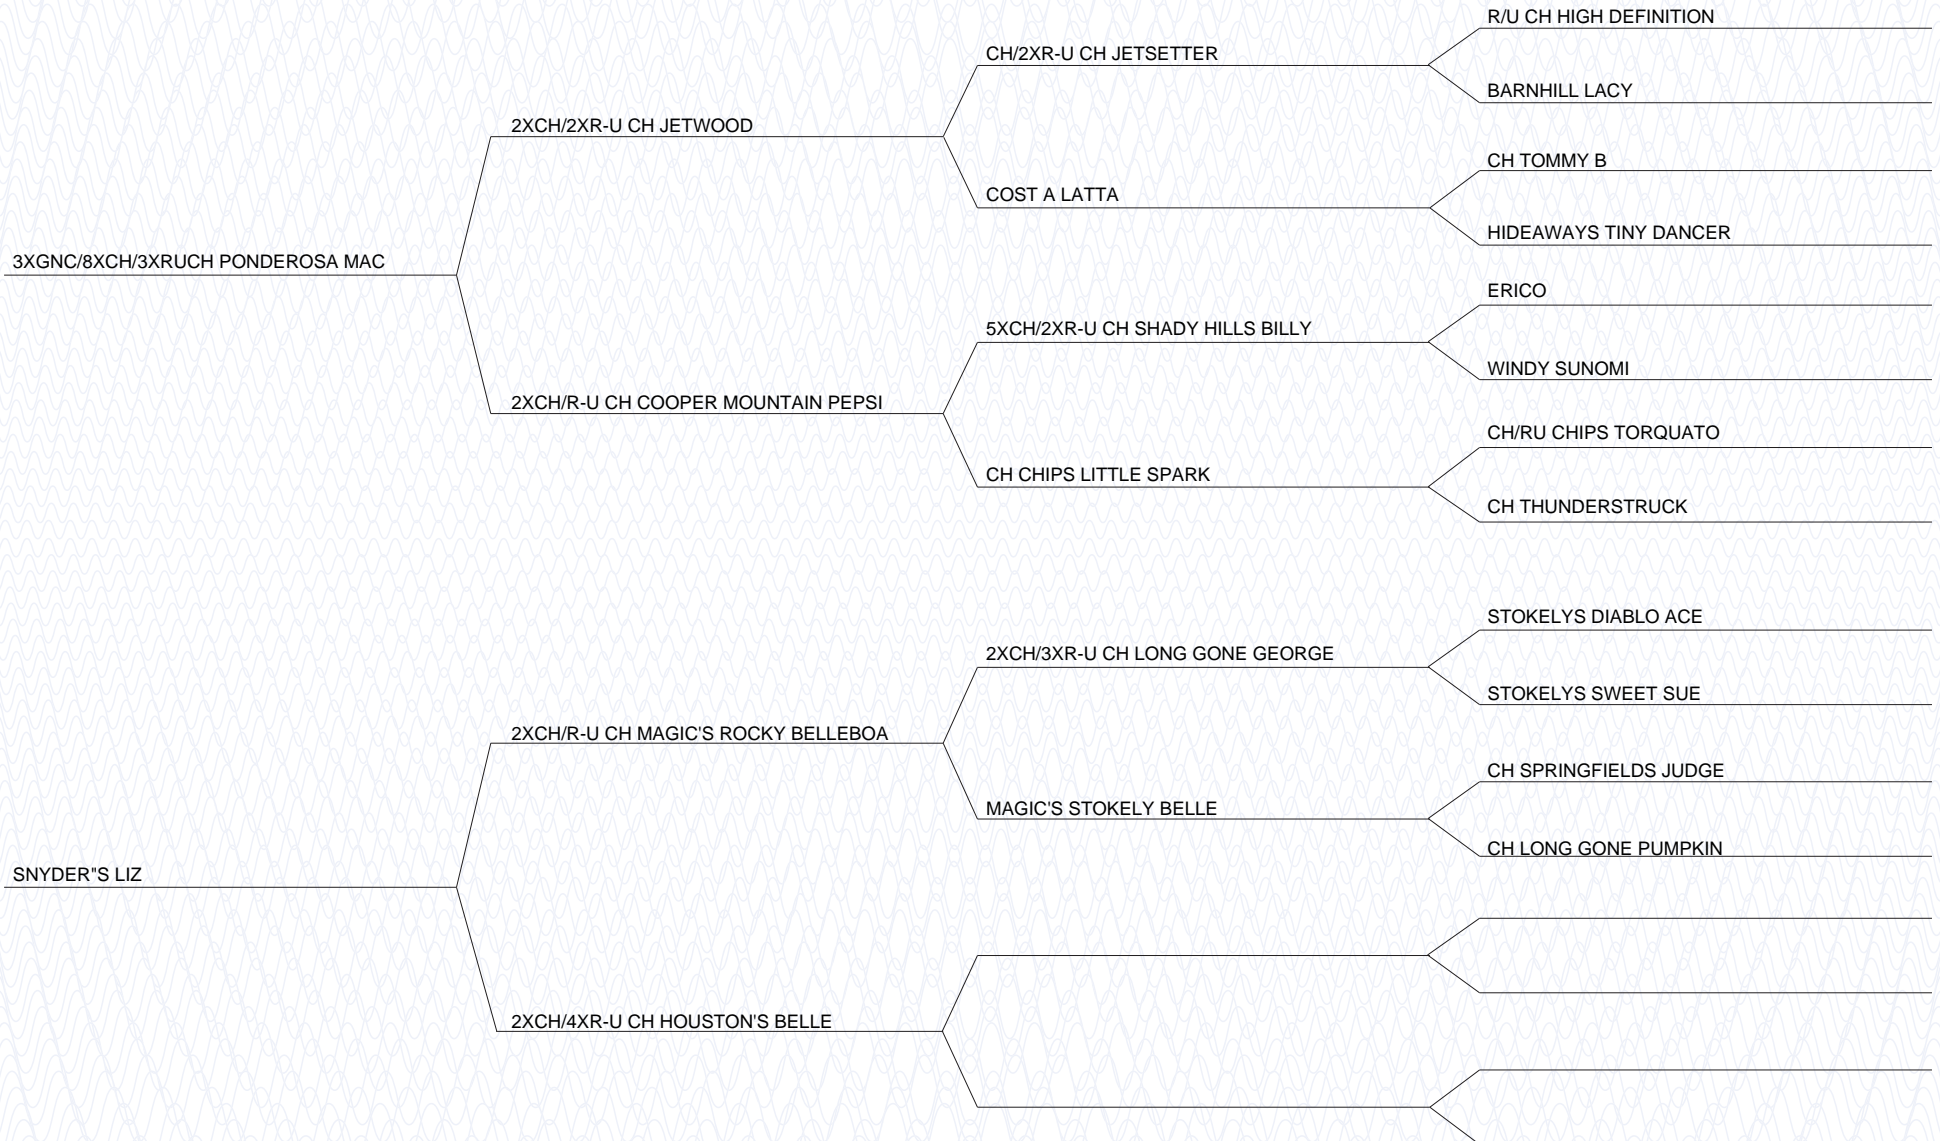 R/U CH HIGH DEFINITION
CH/2XR-U CH JETSETTER
BARNHILL LACY
2XCH/2XR-U CH JETWOOD
CH TOMMY B
COST A LATTA
HIDEAWAYS TINY DANCER
3XGNC/8XCH/3XRUCH PONDEROSA MAC
ERICO
5XCH/2XR-U CH SHADY HILLS BILLY
WINDY SUNOMI
2XCH/R-U CH COOPER MOUNTAIN PEPSI
CH/RU CHIPS TORQUATO
CH CHIPS LITTLE SPARK
CH THUNDERSTRUCK
STOKELYS DIABLO ACE
2XCH/3XR-U CH LONG GONE GEORGE
STOKELYS SWEET SUE
2XCH/R-U CH MAGIC'S ROCKY BELLEBOA
CH SPRINGFIELDS JUDGE
MAGIC'S STOKELY BELLE
CH LONG GONE PUMPKIN
SNYDER"S LIZ
2XCH/4XR-U CH HOUSTON'S BELLE